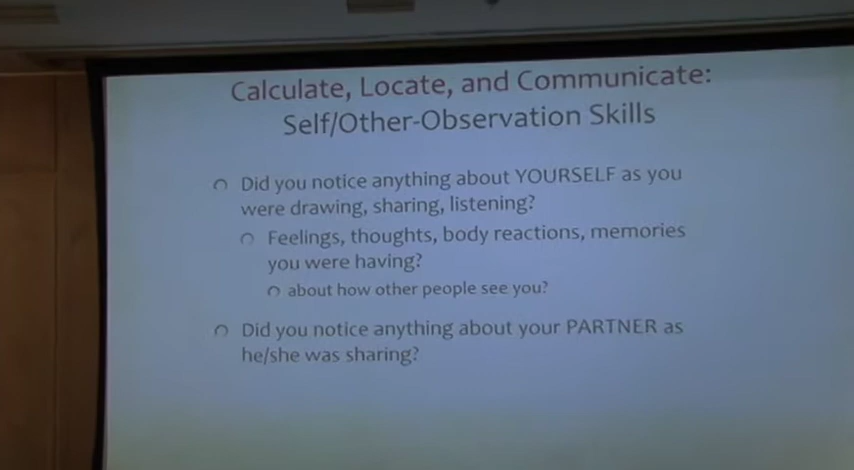 Calculate, Locate, and Communicate:
Self/Other-Observation Skills
Did you notice anything about YOURSELF as you
were drawing, sharing, listening?
Feelings, thoughts, body reactions, memories
you were having?
about how other people see you?
Did you notice anything about your PARTNER as
he/she was sharing?